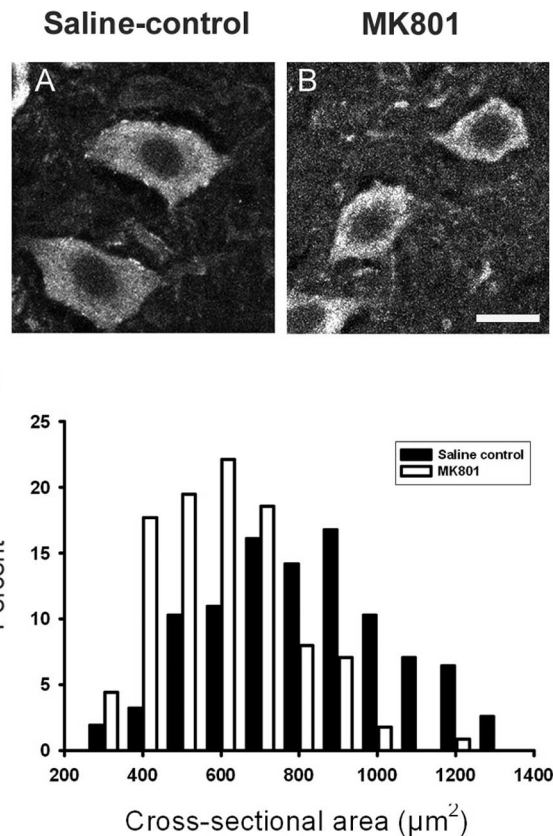 Saline-control MK801
A B
25
20
15
10
5
0
Saline control
MK801
Percent
200 400 600 800 1000 1200 1400
Cross-sectional area (µm²)